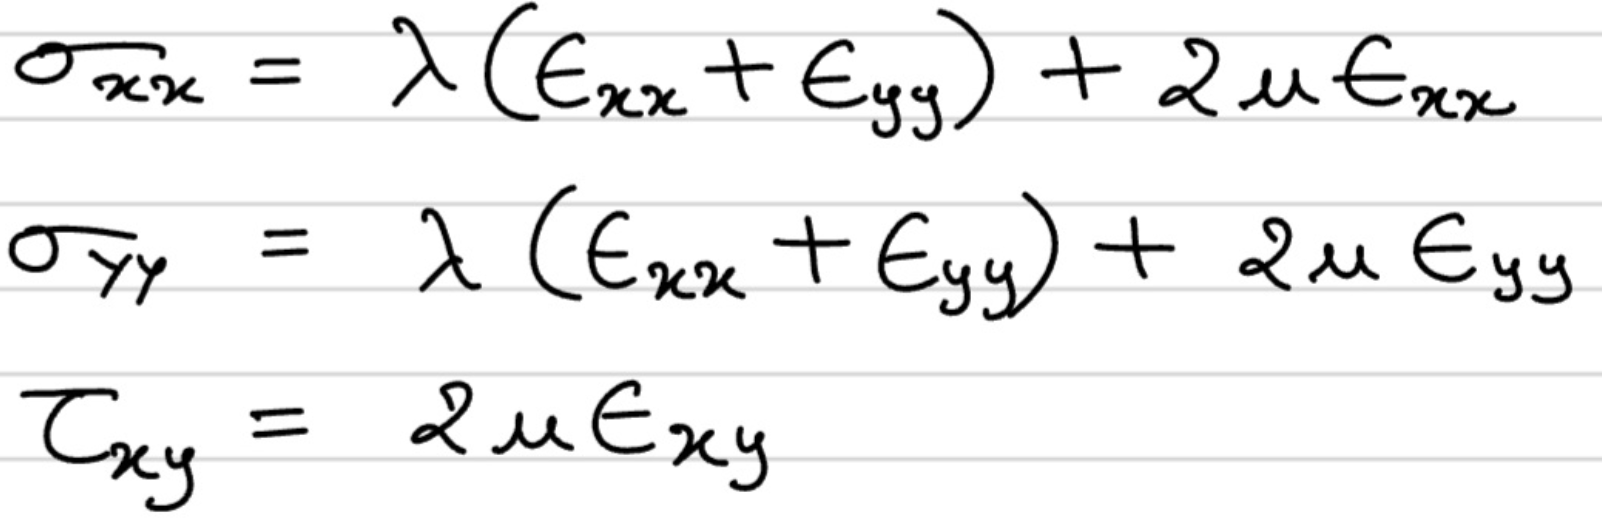 σxx = λ(ϵxx + ϵyy) + 2μϵxx
σyy = λ(ϵxx + ϵyy) + 2μϵyy
τxy = 2μϵxy